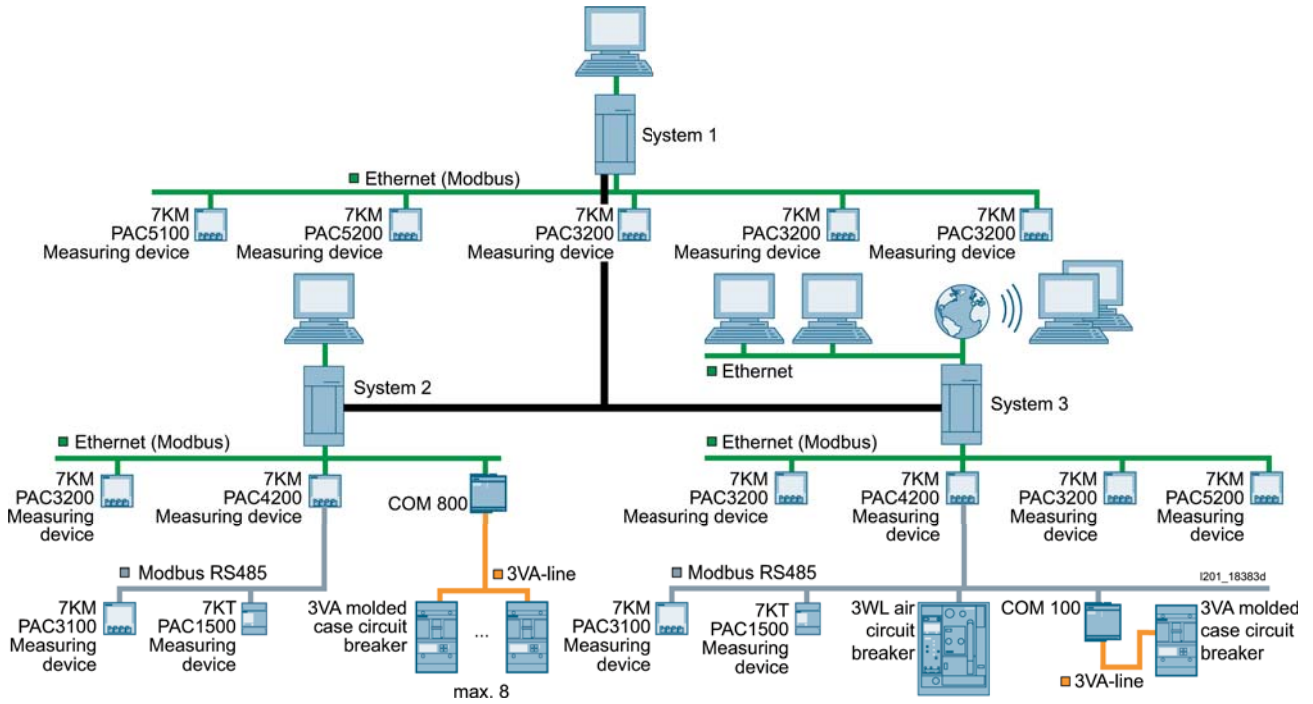 System 1
Ethernet (Modbus)
7KM
PAC5100
Measuring device
7KM
PAC5200
Measuring device
7KM
PAC3200
Measuring device
7KM
PAC3200
Measuring device
7KM
PAC3200
Measuring device
System 2
Ethernet
System 3
Ethernet (Modbus)
7KM
PAC3200
Measuring
device
7KM
PAC4200
Measuring device
COM 800
Ethernet (Modbus)
7KM
PAC3200
Measuring device
7KM
PAC4200
Measuring
device
7KM
PAC3200
Measuring
device
7KM
PAC5200
Measuring
device
Modbus RS485
7KM
PAC3100
Measuring
device
7KT
PAC1500
Measuring
device
3VA-line
3VA molded
case circuit
breaker
...
max. 8
Modbus RS485
I201_18383d
7KM
PAC3100
Measuring
device
7KT
PAC1500
Measuring
device
3WL air
circuit
breaker
COM 100
3VA molded
case circuit
breaker
3VA-line